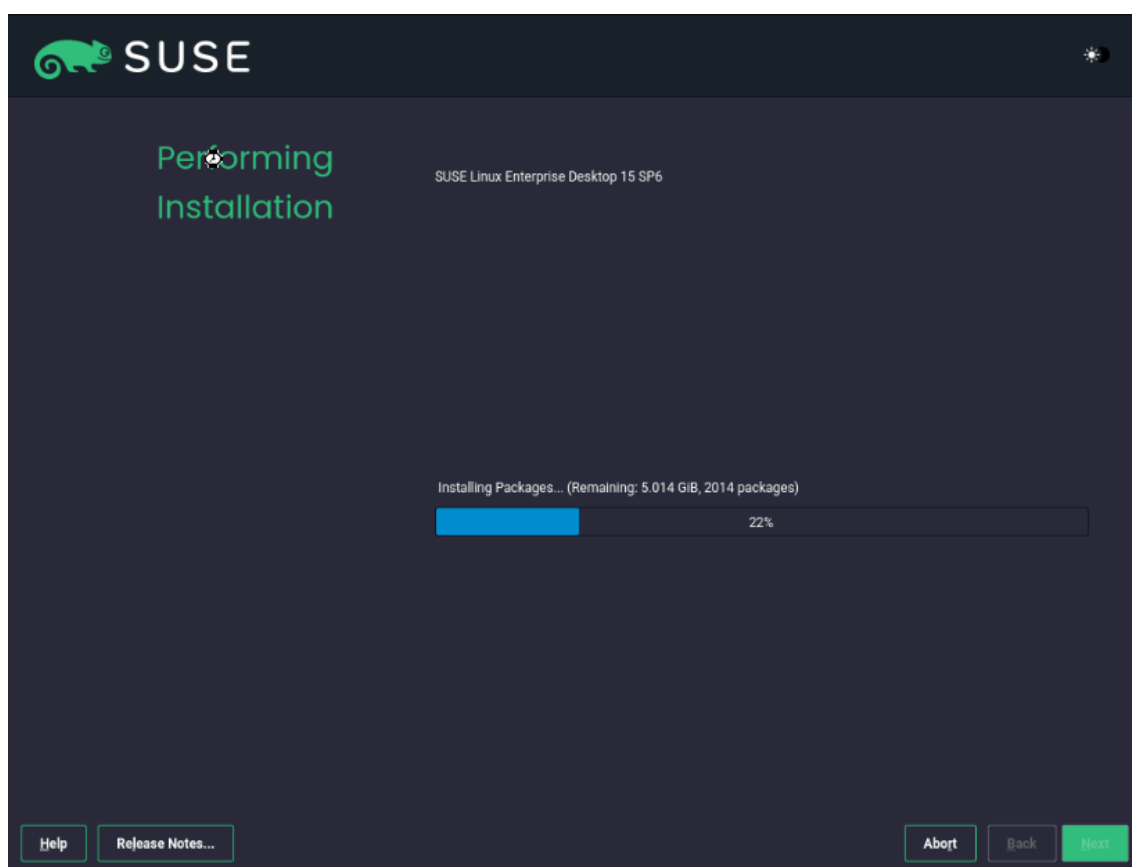 SUSE
Performing
Installation
SUSE Linux Enterprise Desktop 15 SP6
Installing Packages... (Remaining: 5.014 GiB, 2014 packages)
22%
Help
Release Notes...
Abort
Back
Next